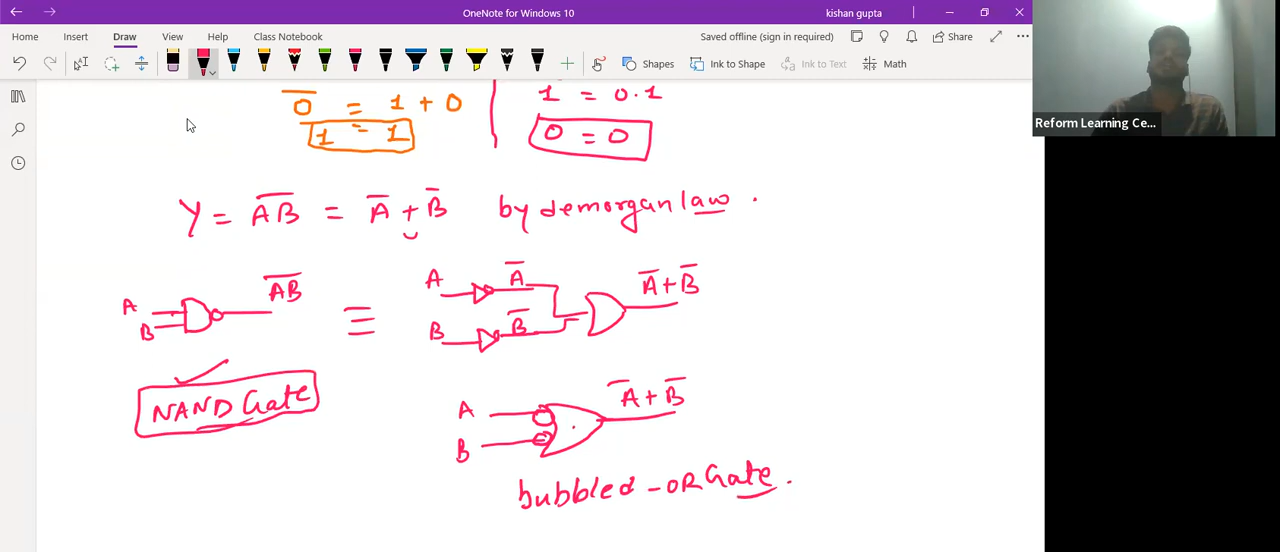 OneNote for Windows 10
kishan gupta
Home Insert Draw View Help Class Notebook
Saved offline (sign in required) Share
Shapes Ink to Shape Ink to Text Math
Reform Learning Ce...
0̅ = 1 + 0
1 = 1
1 = 0.1
0 = 0
Y = A̅B̅ = A̅ + B̅ by demorgan law.
A
B
A̅B̅
≡
A A̅
B B̅
A̅ + B̅
NAND Gate
A
B
A̅ + B̅
bubbled - OR Gate.